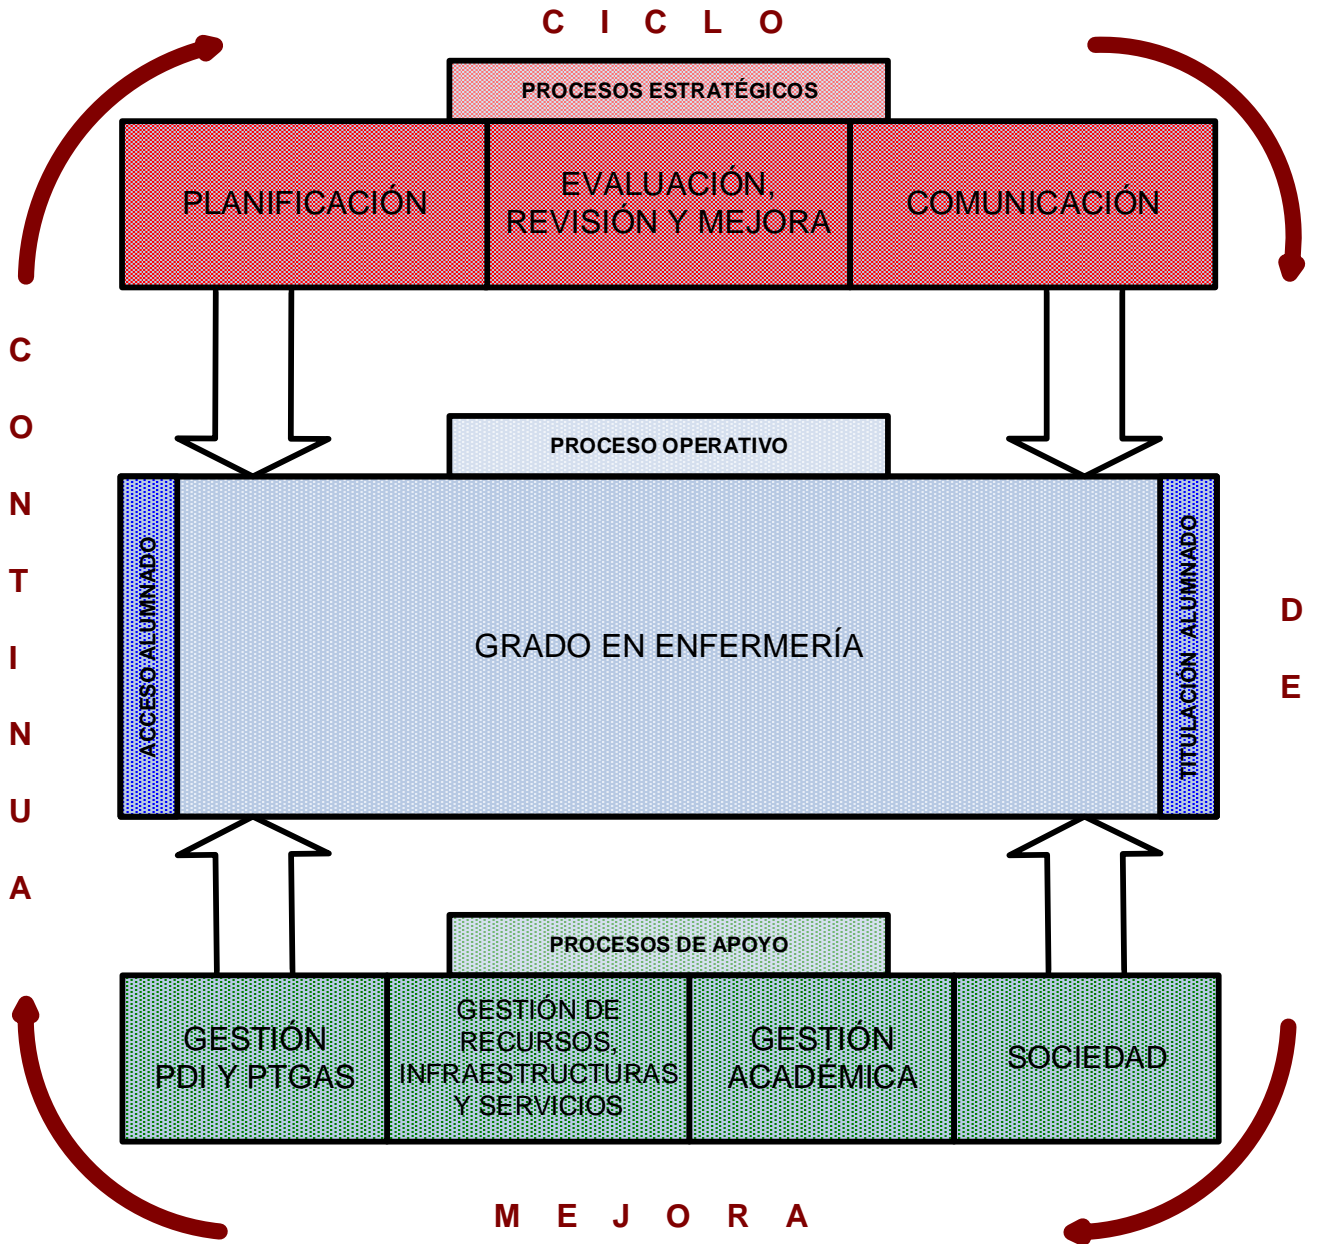 C I C L O
PROCESOS ESTRATÉGICOS
PLANIFICACIÓN
EVALUACIÓN,
REVISIÓN Y MEJORA
COMUNICACIÓN
PROCESO OPERATIVO
ACCESO ALUMNADO
GRADO EN ENFERMERÍA
TITULACIÓN ALUMNADO
D E
PROCESOS DE APOYO
GESTIÓN
PDI Y PTGAS
GESTIÓN DE
RECURSOS,
INFRAESTRUCTURAS
Y SERVICIOS
GESTIÓN
ACADÉMICA
SOCIEDAD
M E J O R A
C O N T I N U A